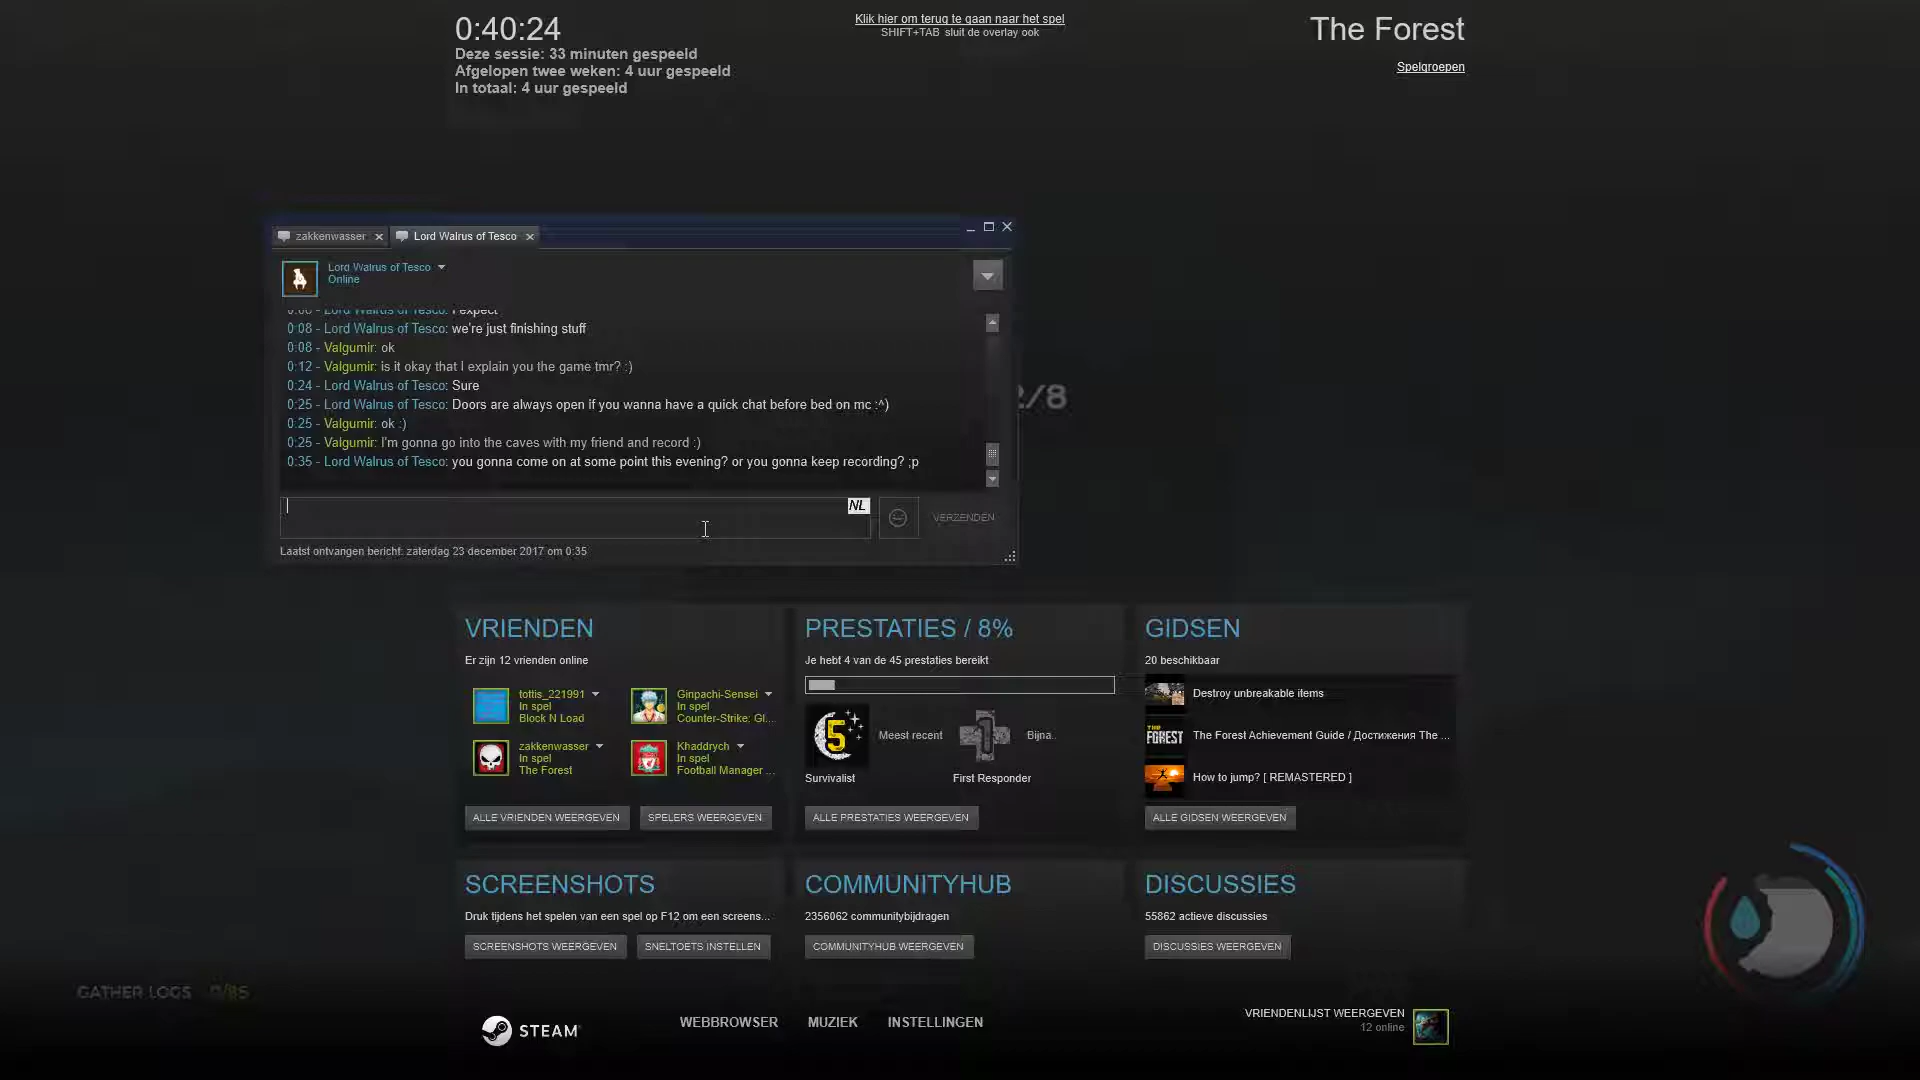 0:40:24
Deze sessie: 33 minuten gespeeld
Afgelopen twee weken: 4 uur gespeeld
In totaal: 4 uur gespeeld
Klik hier om terug te gaan naar het spel
SHIFT+TAB sluit de overlay ook
The Forest
Spelgroepen
zakkenwasser
Lord Walrus of Tesco
Lord Walrus of Tesco
Online
Lord Walrus of Tesco: I expect
0:08 - Lord Walrus of Tesco: we're just finishing stuff
0:08 - Valgumir: ok
0:12 - Valgumir: is it okay that I explain you the game tmr? :)
0:24 - Lord Walrus of Tesco: Sure
0:25 - Lord Walrus of Tesco: Doors are always open if you wanna have a quick chat before bed on mc :^)
0:25 - Valgumir: ok :)
0:25 - Valgumir: I'm gonna go into the caves with my friend and record :)
0:35 - Lord Walrus of Tesco: you gonna come on at some point this evening? or you gonna keep recording? ;p
2/8
NL
VERZENDEN
Laatst ontvangen bericht: zaterdag 23 december 2017 om 0:35
VRIENDEN
Er zijn 12 vrienden online
tottis_221991
In spel
Block N Load
Ginpachi-Sensei
In spel
Counter-Strike: Gl...
zakkenwasser
In spel
The Forest
Khaddrych
In spel
Football Manager ...
ALLE VRIENDEN WEERGEVEN
SPELERS WEERGEVEN
PRESTATIES / 8%
Je hebt 4 van de 45 prestaties bereikt
5
Meest recent
1
Bijna..
Survivalist
First Responder
ALLE PRESTATIES WEERGEVEN
GIDSEN
20 beschikbaar
Destroy unbreakable items
THE FOREST
The Forest Achievement Guide / Достижения The ...
How to jump? [ REMASTERED ]
ALLE GIDSEN WEERGEVEN
SCREENSHOTS
Druk tijdens het spelen van een spel op F12 om een screens...
SCREENSHOTS WEERGEVEN
SNELTOETS INSTELLEN
COMMUNITYHUB
2356062 communitybijdragen
COMMUNITYHUB WEERGEVEN
DISCUSSIES
55862 actieve discussies
DISCUSSIES WEERGEVEN
GATHER LOGS 0/85
STEAM
WEBBROWSER
MUZIEK
INSTELLINGEN
VRIENDENLIJST WEERGEVEN
12 online